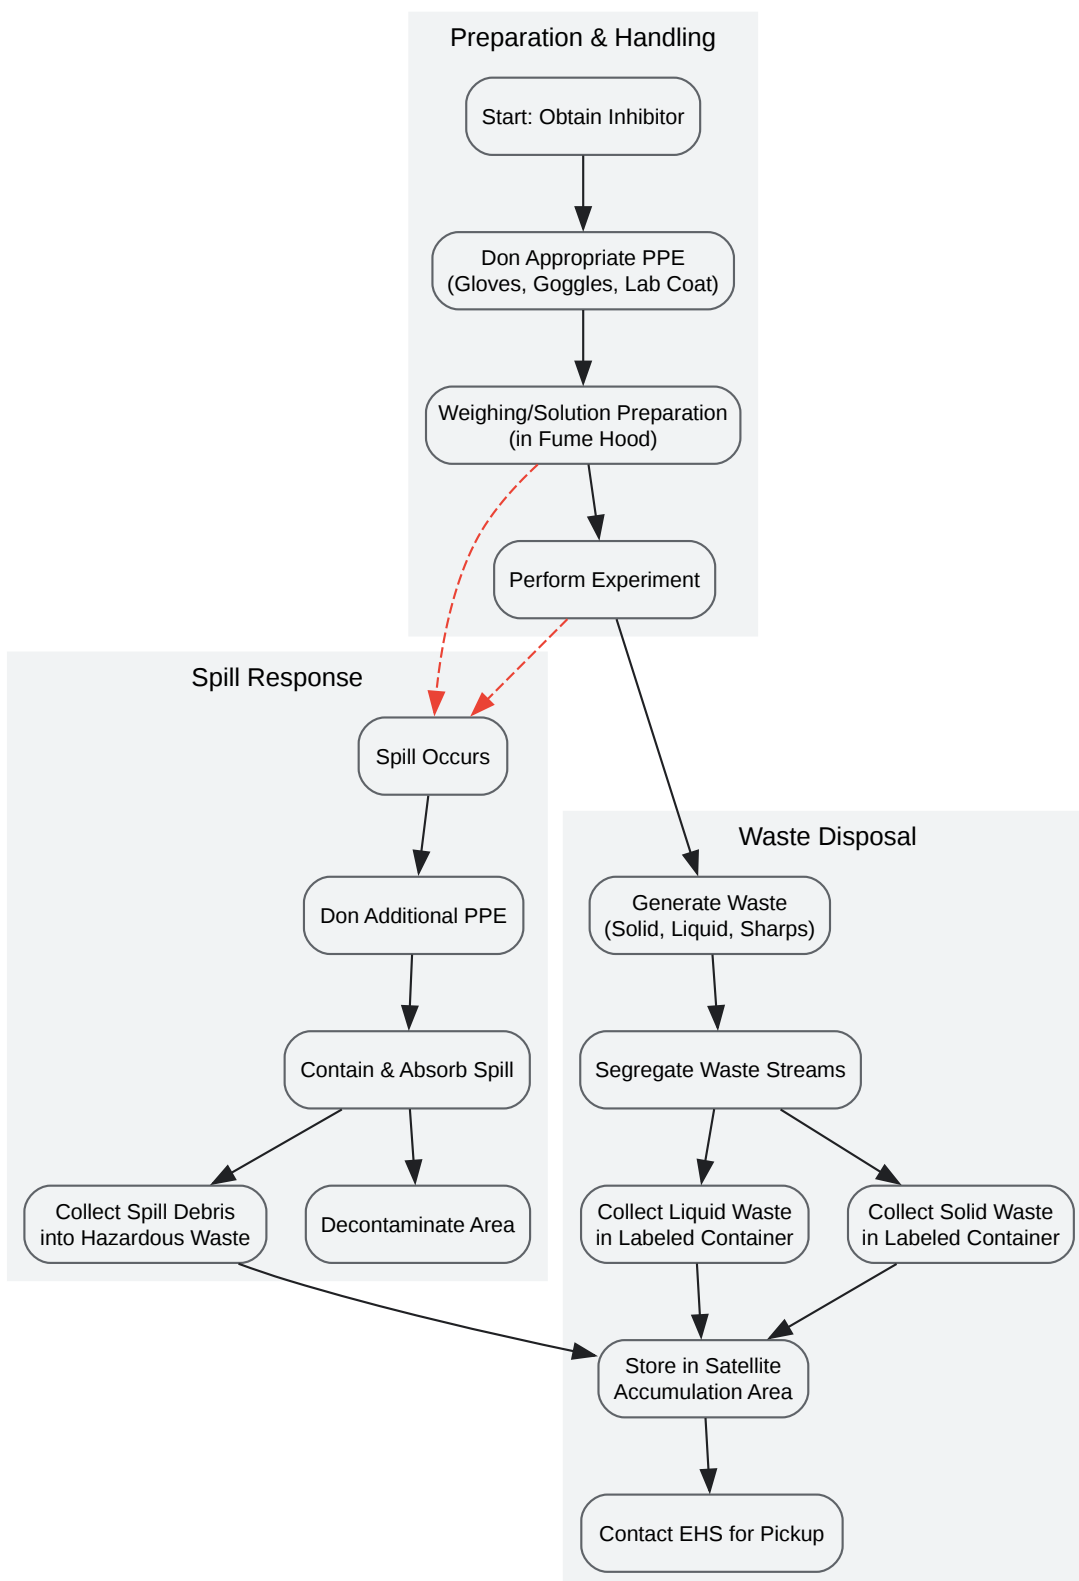 Preparation & Handling
Start: Obtain Inhibitor
Don Appropriate PPE
(Gloves, Goggles, Lab Coat)
Weighing/Solution Preparation
(in Fume Hood)
Perform Experiment
Spill Response
Spill Occurs
Don Additional PPE
Contain & Absorb Spill
Collect Spill Debris
into Hazardous Waste
Decontaminate Area
Waste Disposal
Generate Waste
(Solid, Liquid, Sharps)
Segregate Waste Streams
Collect Liquid Waste
in Labeled Container
Collect Solid Waste
in Labeled Container
Store in Satellite
Accumulation Area
Contact EHS for Pickup